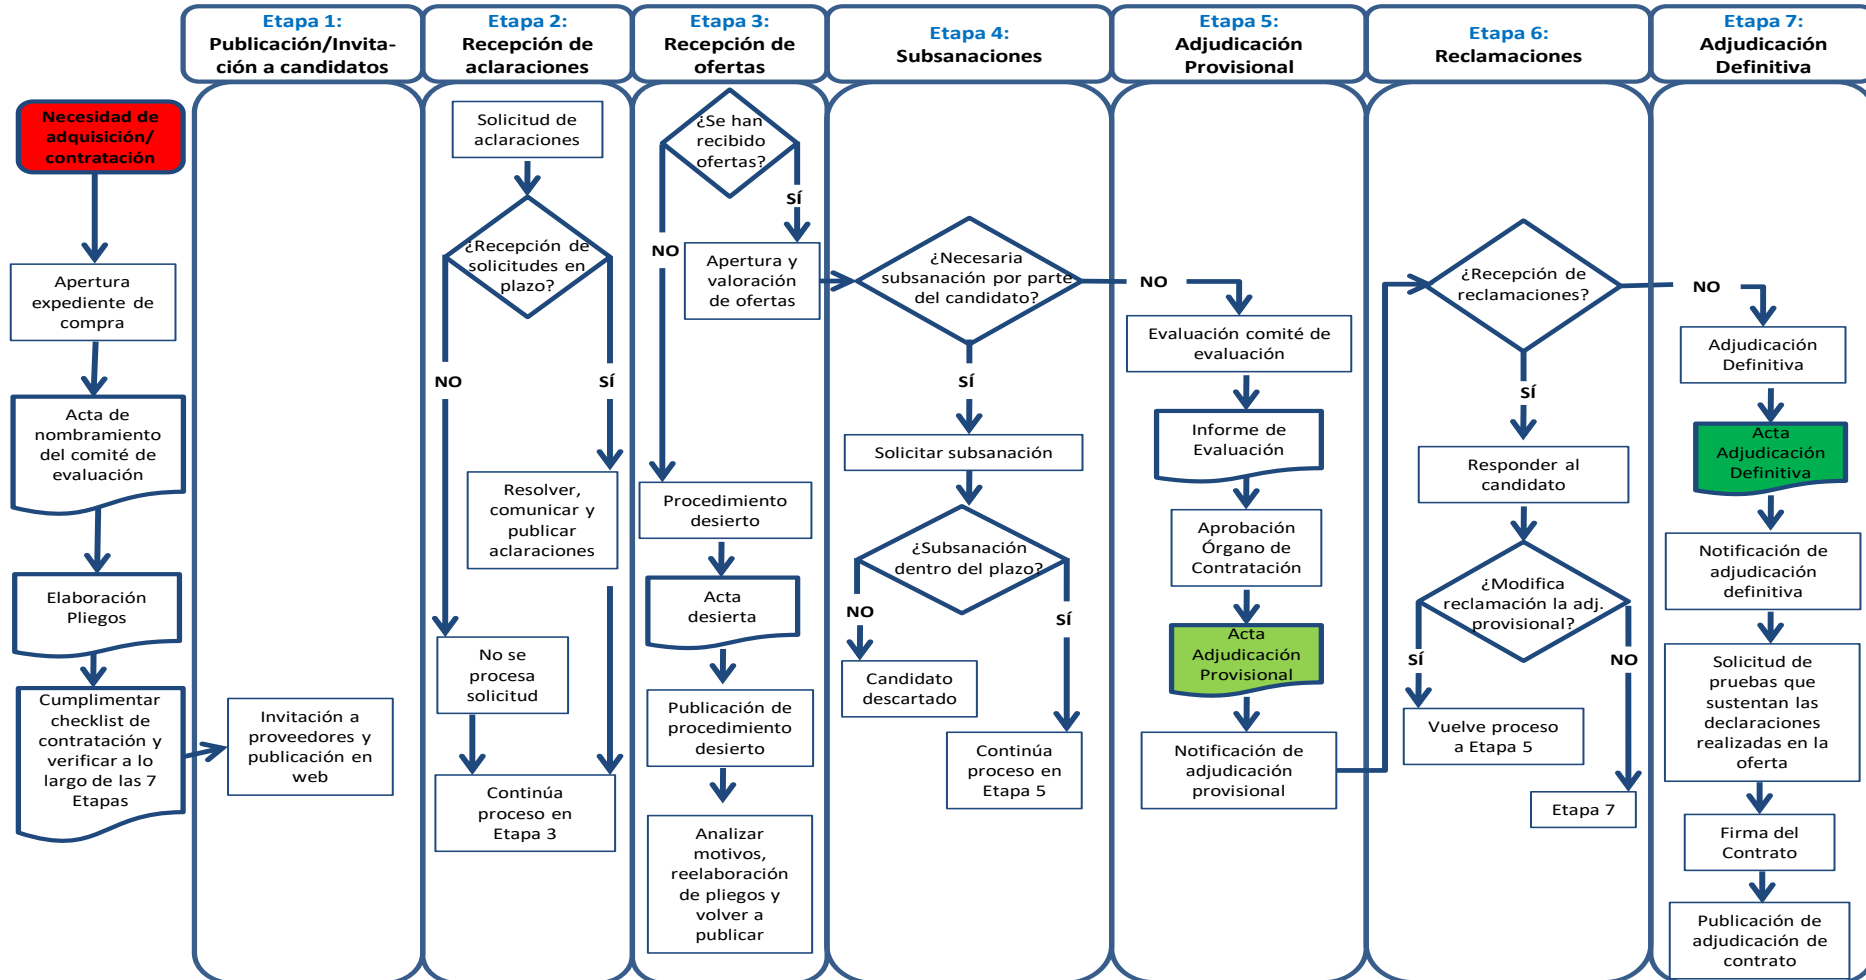 Etapa 1:
Publicación/Invita-
ción a candidatos
Etapa 2:
Recepción de
aclaraciones
Etapa 3:
Recepción de
ofertas
Etapa 4:
Subsanaciones
Etapa 5:
Adjudicación
Provisional
Etapa 6:
Reclamaciones
Etapa 7:
Adjudicación
Definitiva
Necesidad de
adquisición/
contratación
Apertura
expediente de
compra
Acta de
nombramiento
del comité de
evaluación
Elaboración
Pliegos
Cumplimentar
checklist de
contratación y
verificar a lo
largo de las 7
Etapas
Invitación a
proveedores y
publicación en
web
Solicitud de
aclaraciones
¿Recepción de
solicitudes en
plazo?
NO
SÍ
Resolver,
comunicar y
publicar
aclaraciones
No se
procesa
solicitud
Continúa
proceso en
Etapa 3
¿Se han
recibido
ofertas?
SÍ
NO
Apertura y
valoración
de ofertas
Procedimiento
desierto
Acta
desierta
Publicación de
procedimiento
desierto
Analizar
motivos,
reelaboración
de pliegos y
volver a
publicar
¿Necesaria
subsanación por parte
del candidato?
NO
SÍ
Solicitar subsanación
¿Subsanación
dentro del plazo?
NO
SÍ
Candidato
descartado
Continúa
proceso en
Etapa 5
Evaluación comité de
evaluación
Informe de
Evaluación
Aprobación
Órgano de
Contratación
Acta
Adjudicación
Provisional
Notificación de
adjudicación
provisional
¿Recepción de
reclamaciones?
NO
SÍ
Responder al
candidato
¿Modifica
reclamación la adj.
provisional?
SÍ
NO
Vuelve proceso
a Etapa 5
Etapa 7
Adjudicación
Definitiva
Acta
Adjudicación
Definitiva
Notificación de
adjudicación
definitiva
Solicitud de
pruebas que
sustentan las
declaraciones
realizadas en la
oferta
Firma del
Contrato
Publicación de
adjudicación de
contrato